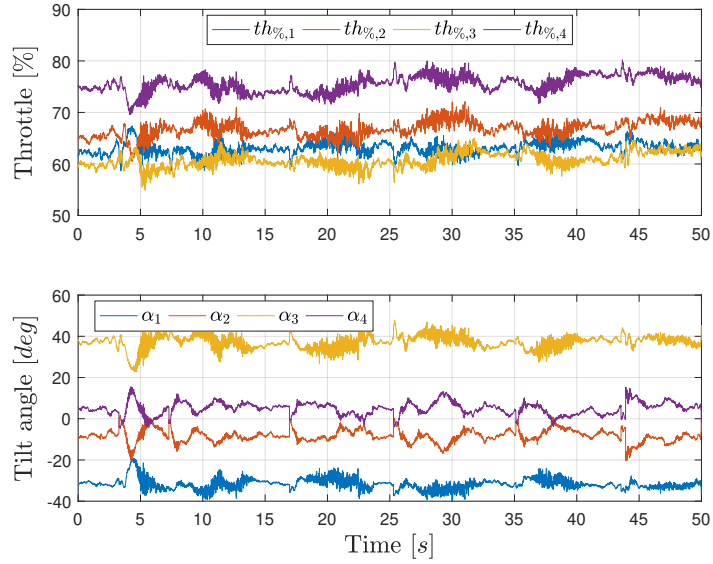 90
80
70
60
50
Throttle [%]
th%,1 th%,2 th%,3 th%,4
0 5 10 15 20 25 30 35 40 45 50
60
40
20
0
-20
-40
Tilt angle [deg]
α1 α2 α3 α4
0 5 10 15 20 25 30 35 40 45 50
Time [s]